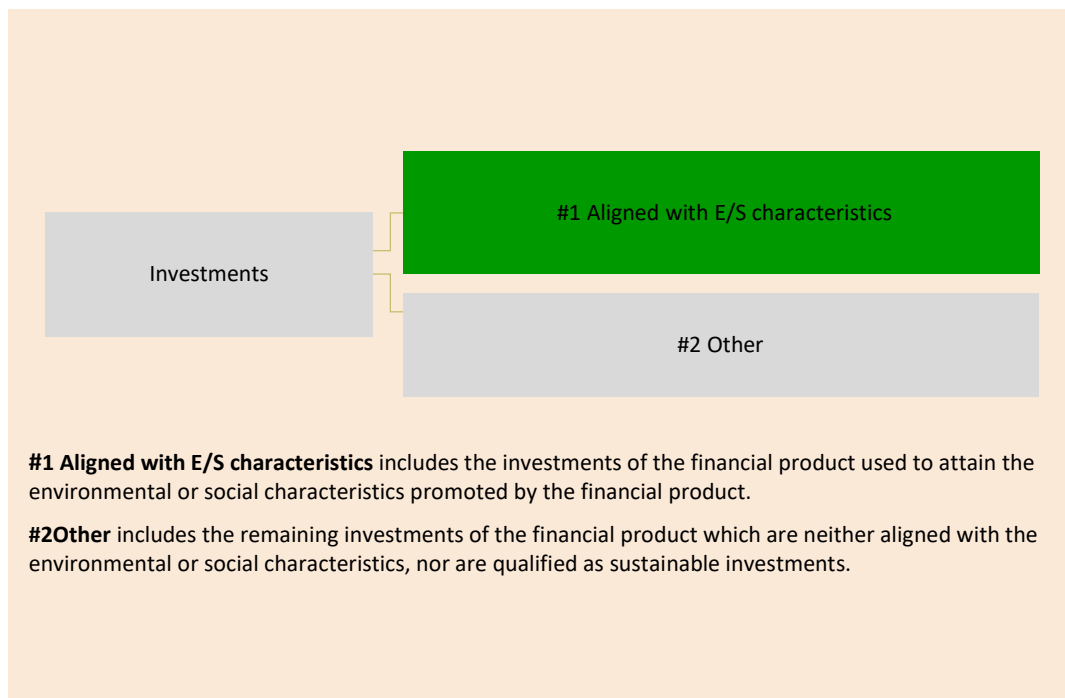 #1 Aligned with E/S characteristics
Investments
#2 Other
#1 Aligned with E/S characteristics includes the investments of the financial product used to attain the
environmental or social characteristics promoted by the financial product.
#2Other includes the remaining investments of the financial product which are neither aligned with the
environmental or social characteristics, nor are qualified as sustainable investments.